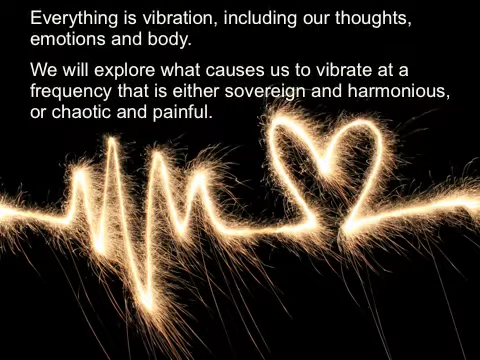 Everything is vibration, including our thoughts,
emotions and body.
We will explore what causes us to vibrate at a
frequency that is either sovereign and harmonious,
or chaotic and painful.